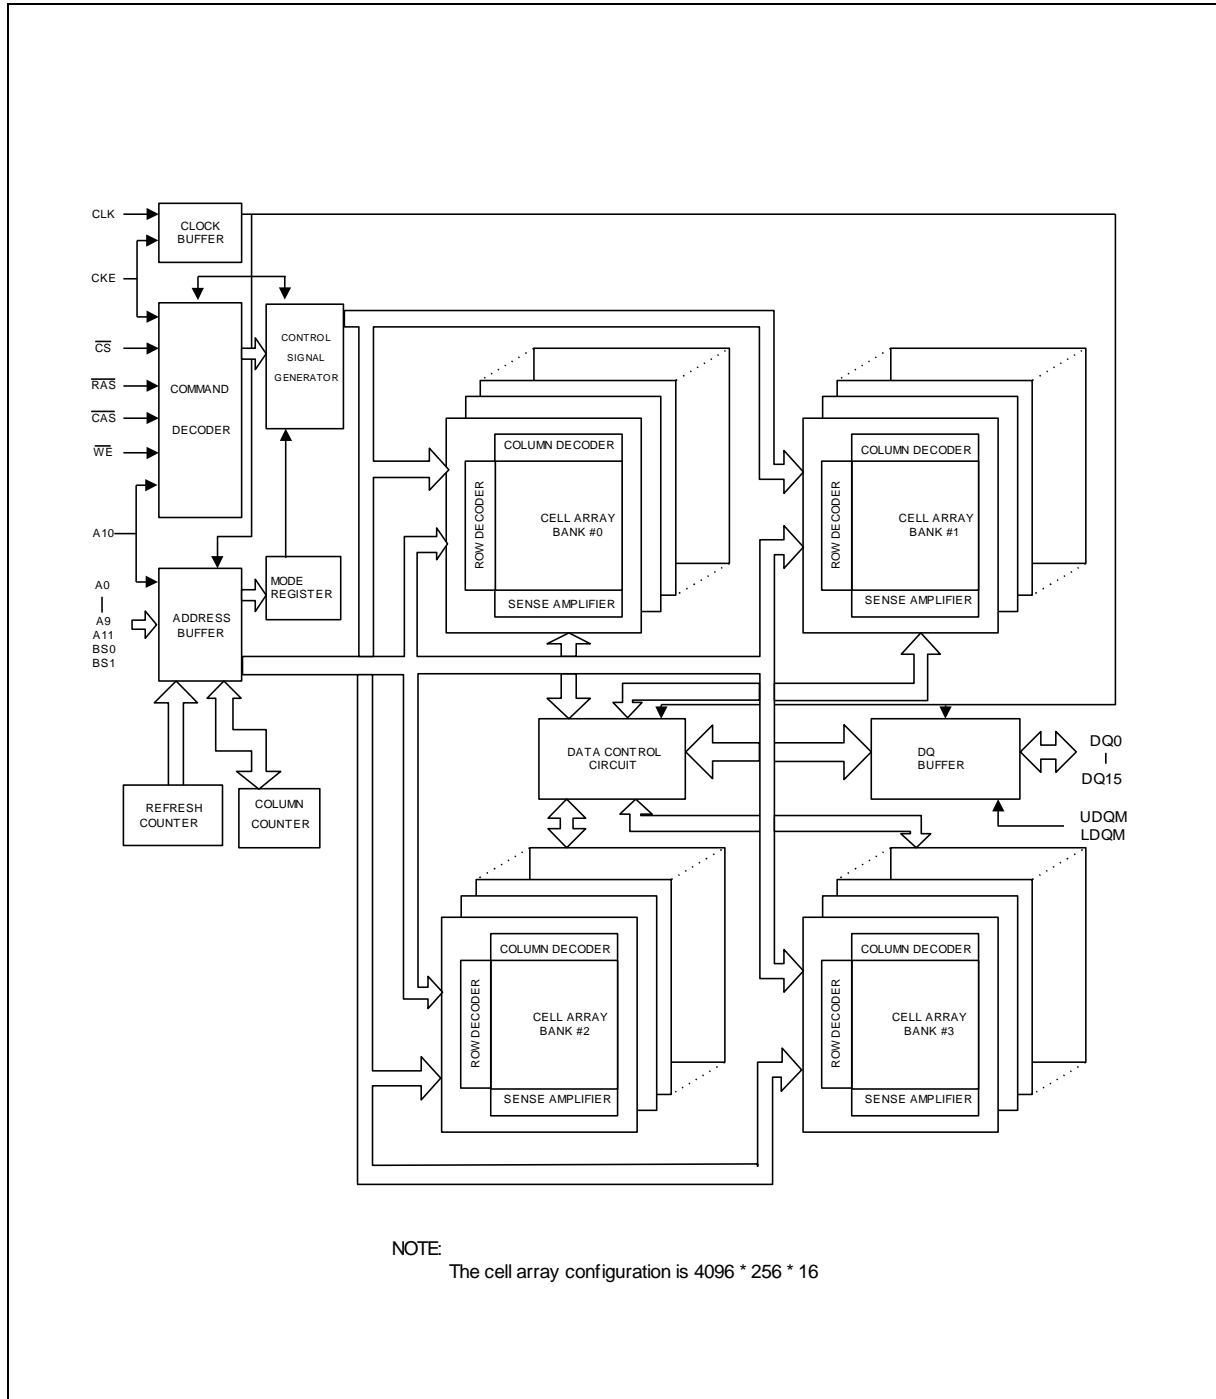 CLK
CLOCK
BUFFER
CKE
CS
RAS
CAS
WE
COMMAND
DECODER
CONTROL
SIGNAL
GENERATOR
A10
A0
A9
A11
BS0
BS1
ADDRESS
BUFFER
MODE
REGISTER
REFRESH
COUNTER
COLUMN
COUNTER
COLUMN DECODER
ROW DECODER
CELL ARRAY
BANK #0
SENSE AMPLIFIER
COLUMN DECODER
ROW DECODER
CELL ARRAY
BANK #1
SENSE AMPLIFIER
DATA CONTROL
CIRCUIT
DQ
BUFFER
DQ0
DQ15
UDQM
LDQM
COLUMN DECODER
ROW DECODER
CELL ARRAY
BANK #2
SENSE AMPLIFIER
COLUMN DECODER
ROW DECODER
CELL ARRAY
BANK #3
SENSE AMPLIFIER
NOTE:
The cell array configuration is 4096 * 256 * 16